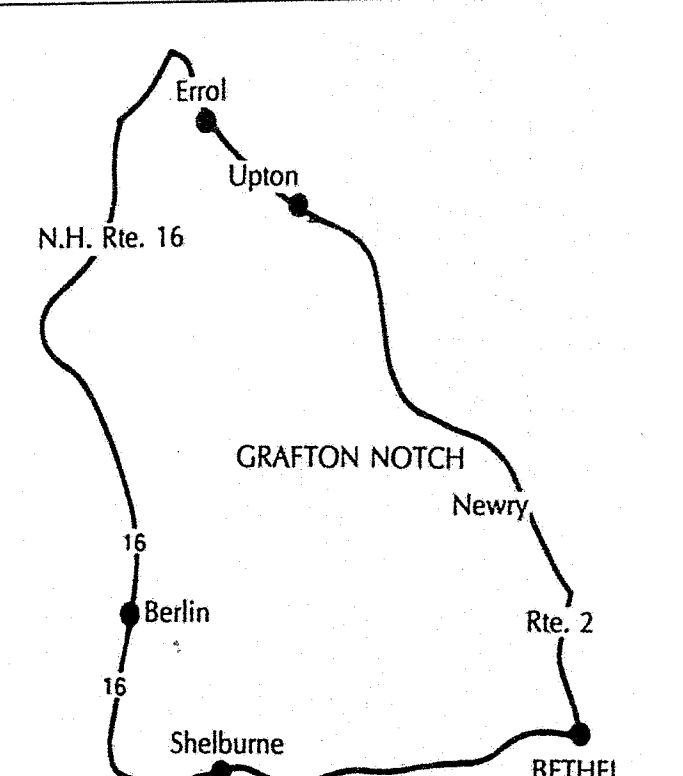 Errol
Upton
N.H. Rte. 16
GRAFTON NOTCH
Newry
16
Berlin
Rte. 2
16
Shelburne
BETHEL